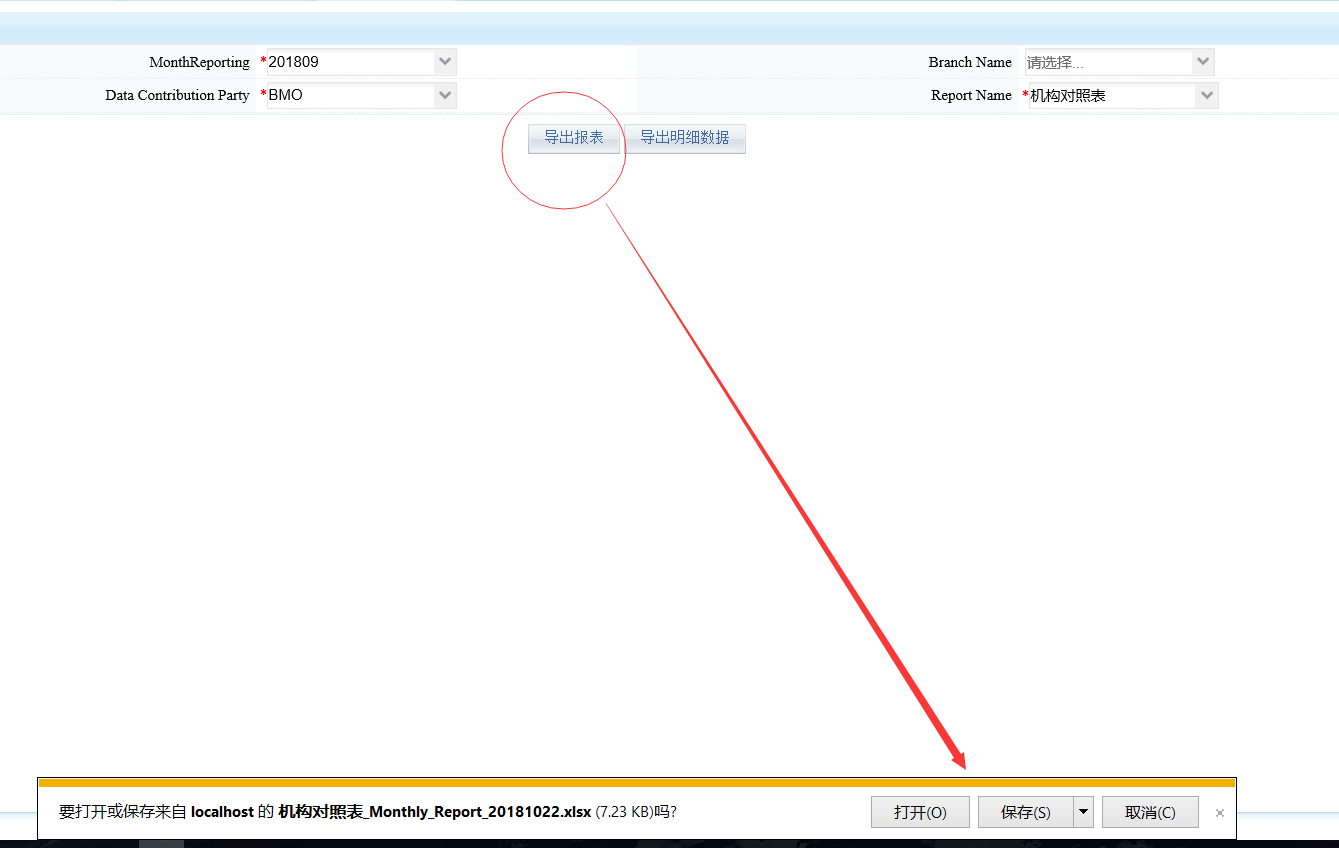 MonthReporting *201809 Branch Name 请选择...
Data Contribution Party *BMO Report Name *机构对照表
导出报表 导出明细数据
要打开或保存来自 localhost 的 机构对照表_Monthly_Report_20181022.xlsx (7.23 KB)吗? 打开(O) 保存(S) 取消(C) ×